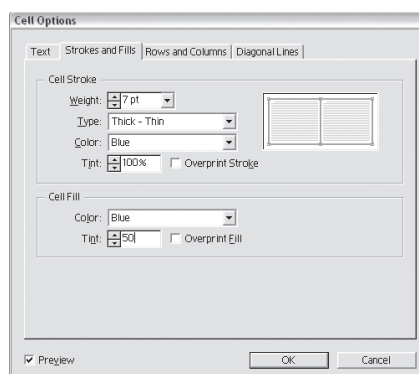 Cell Options
Text Strokes and Fills Rows and Columns Diagonal Lines
Cell Stroke
Weight: 7 pt
Type: Thick - Thin
Color: Blue
Tint: 100% Overprint Stroke
Cell Fill
Color: Blue
Tint: 50 Overprint Fill
Preview OK Cancel